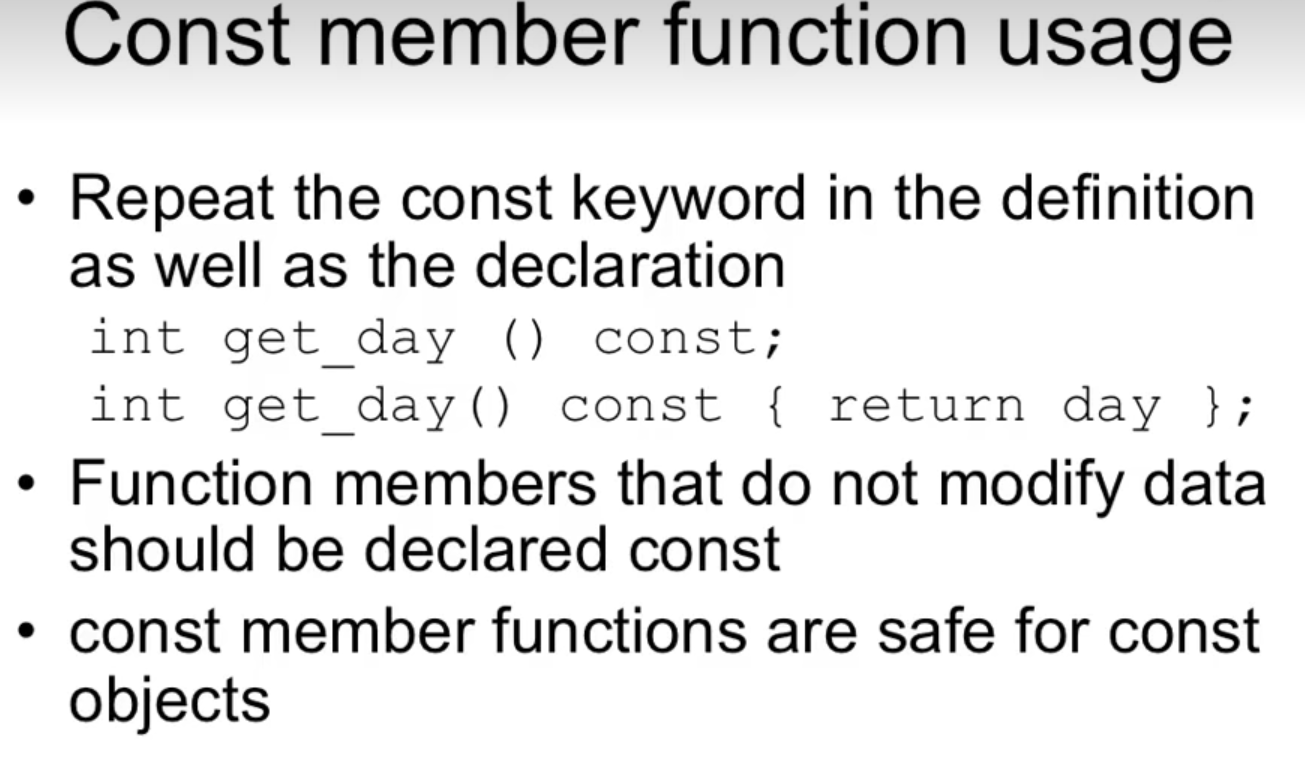 Const member function usage
• Repeat the const keyword in the definition
as well as the declaration
int get_day () const;
int get_day() const { return day };
• Function members that do not modify data
should be declared const
• const member functions are safe for const
objects